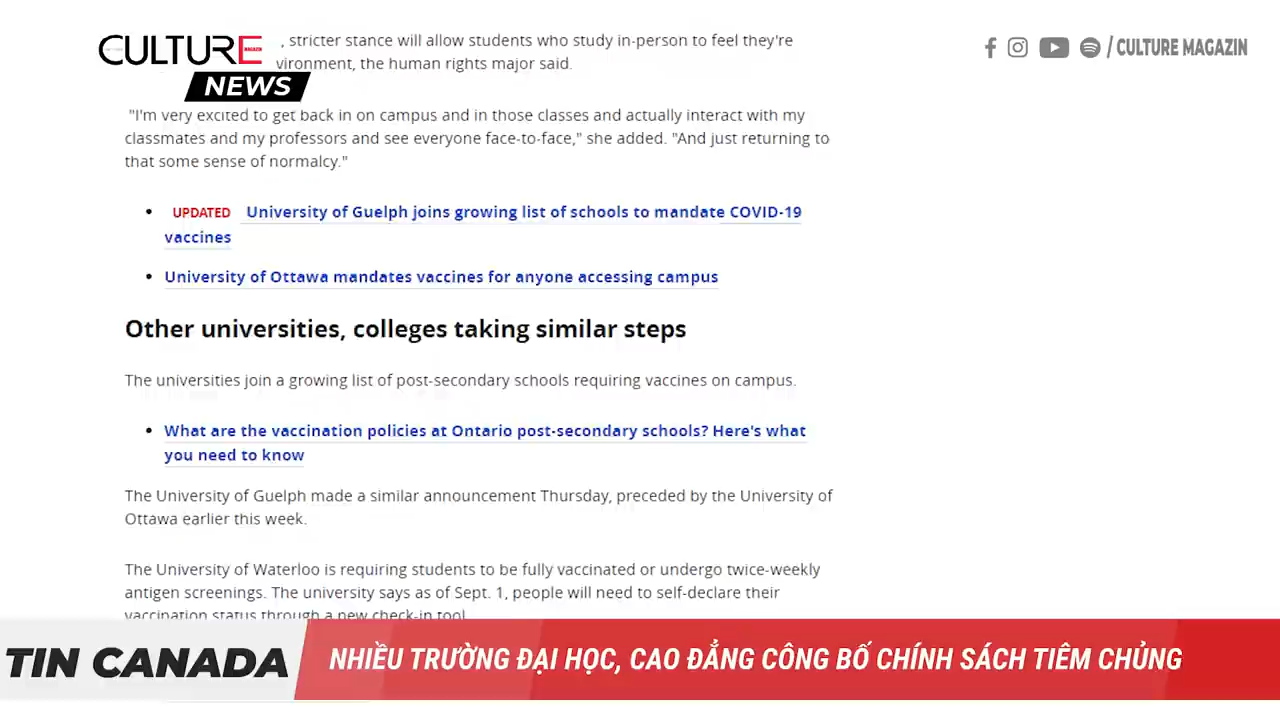 CULTURE
NEWS
/ CULTURE MAGAZIN
, stricter stance will allow students who study in-person to feel they're
vironment, the human rights major said.
"I'm very excited to get back in on campus and in those classes and actually interact with my
classmates and my professors and see everyone face-to-face," she added. "And just returning to
that some sense of normalcy."
• UPDATED University of Guelph joins growing list of schools to mandate COVID-19
vaccines
• University of Ottawa mandates vaccines for anyone accessing campus
Other universities, colleges taking similar steps
The universities join a growing list of post-secondary schools requiring vaccines on campus.
• What are the vaccination policies at Ontario post-secondary schools? Here's what
you need to know
The University of Guelph made a similar announcement Thursday, preceded by the University of
Ottawa earlier this week.
The University of Waterloo is requiring students to be fully vaccinated or undergo twice-weekly
antigen screenings. The university says as of Sept. 1, people will need to self-declare their
vaccination status through a new check-in tool
TIN CANADA
NHIỀU TRƯỜNG ĐẠI HỌC, CAO ĐẲNG CÔNG BỐ CHÍNH SÁCH TIÊM CHỦNG